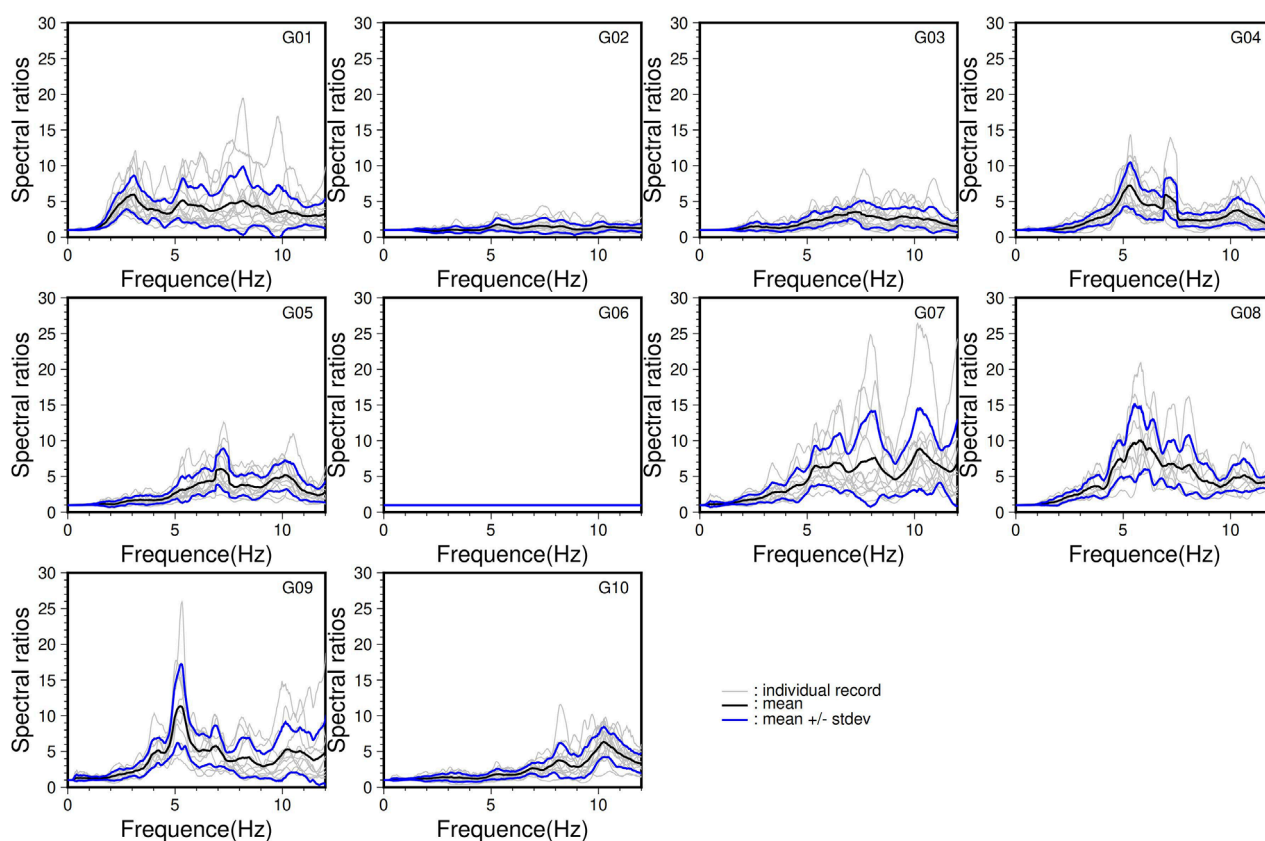 30
25
20
15
10
5
0
Spectral ratios
0 5 10
Frequence(Hz)
G01
30
25
20
15
10
5
0
Spectral ratios
0 5 10
Frequence(Hz)
G02
30
25
20
15
10
5
0
Spectral ratios
0 5 10
Frequence(Hz)
G03
30
25
20
15
10
5
0
Spectral ratios
0 5 10
Frequence(Hz)
G04
30
25
20
15
10
5
0
Spectral ratios
0 5 10
Frequence(Hz)
G05
30
25
20
15
10
5
0
Spectral ratios
0 5 10
Frequence(Hz)
G06
30
25
20
15
10
5
0
Spectral ratios
0 5 10
Frequence(Hz)
G07
30
25
20
15
10
5
0
Spectral ratios
0 5 10
Frequence(Hz)
G08
30
25
20
15
10
5
0
Spectral ratios
0 5 10
Frequence(Hz)
G09
30
25
20
15
10
5
0
Spectral ratios
0 5 10
Frequence(Hz)
G10
: individual record
: mean
: mean +/- stdev